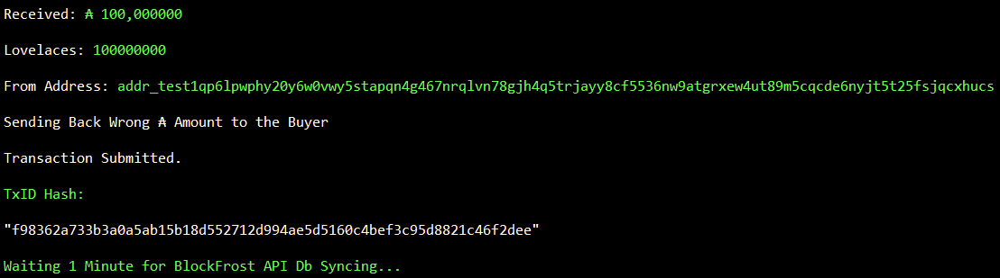 Received: ₳ 100,000000
Lovelaces: 100000000
From Address: addr_test1qp6lpwphy20y6w0vwy5stapqn4g467nrqlvn78gjh4q5trjayy8cf5536nw9atgrxew4ut89m5cqcde6nyjt5t25fsjqcxhucs
Sending Back Wrong ₳ Amount to the Buyer
Transaction Submitted.
TxID Hash:
"f98362a733b3a0a5ab15b18d552712d994ae5d5160c4bef3c95d8821c46f2dee"
Waiting 1 Minute for BlockFrost API Db Syncing...